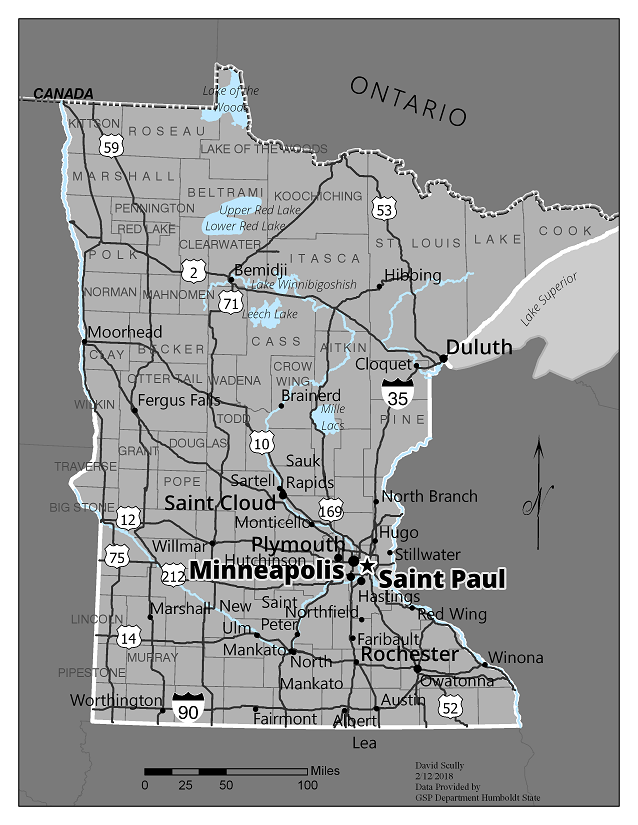 CANADA
ONTARIO
Lake of the
Woods
KITTSON
ROSEAU
59
LAKE OF THE WOODS
MARSHALL
BELTRAMI
KOOCHICHING
PENNINGTON
Upper Red Lake
53
RED LAKE
Lower Red Lake
COOK
LAKE
ST LOUIS
CLEARWATER
POLK
ITASCA
2
Bemidji
Hibbing
Lake Winnibigoshish
Lake Superior
NORMAN
MAHNOMEN
71
Leech Lake
Moorhead
CASS
AITKIN
Duluth
CLAY
BECKER
Cloquet
CROW
WING
OTTER TAIL
WADENA
35
Brainerd
WILKIN
Fergus Falls
Mille
Lacs
PINE
TODD
DOUGLAS
10
GRANT
TRAVERSE
Sauk
Rapids
POPE
Sartell
North Branch
Saint Cloud
BIG STONE
169
12
Monticello
Hugo
Plymouth
Willmar
Stillwater
75
Hutchinson
212
Minneapolis
Saint Paul
Hastings
Marshall
New
Ulm
Saint
Peter
Northfield
Red Wing
LINCOLN
14
Faribault
Mankato
Rochester
MURRAY
North
Mankato
Winona
PIPESTONE
Owatonna
Worthington
90
Austin
52
Fairmont
Albert
Lea
David Scully
2/12/2018
Data Provided by
GSP Department Humboldt State
Miles
0 25 50 100
N